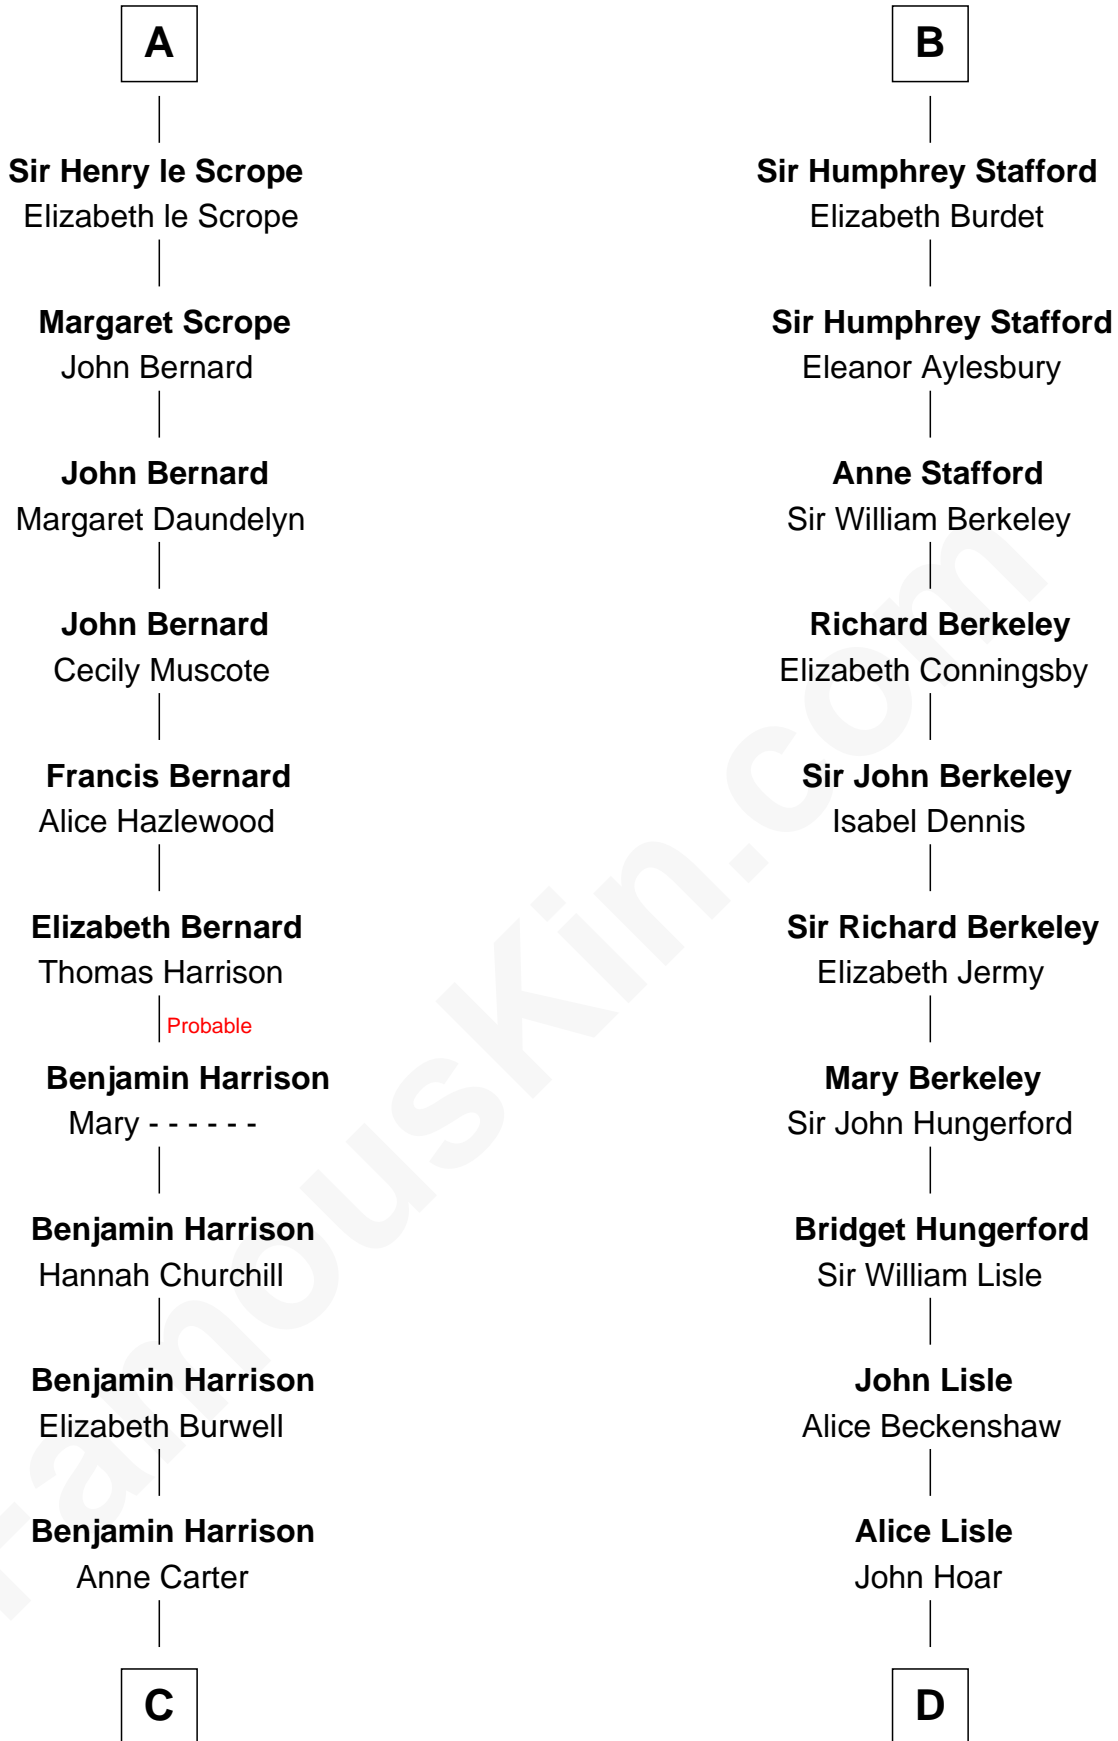 A
Sir Henry le Scrope
Elizabeth le Scrope
Margaret Scrope
John Bernard
John Bernard
Margaret Daundelyn
John Bernard
Cecily Muscote
Francis Bernard
Alice Hazlewood
Elizabeth Bernard
Thomas Harrison
Probable
Benjamin Harrison
Mary - - - - - -
Benjamin Harrison
Hannah Churchill
Benjamin Harrison
Elizabeth Burwell
Benjamin Harrison
Anne Carter
C
B
Sir Humphrey Stafford
Elizabeth Burdet
Sir Humphrey Stafford
Eleanor Aylesbury
Anne Stafford
Sir William Berkeley
Richard Berkeley
Elizabeth Conningsby
Sir John Berkeley
Isabel Dennis
Sir Richard Berkeley
Elizabeth Jermy
Mary Berkeley
Sir John Hungerford
Bridget Hungerford
Sir William Lisle
John Lisle
Alice Beckenshaw
Alice Lisle
John Hoar
D
FamousKin.com